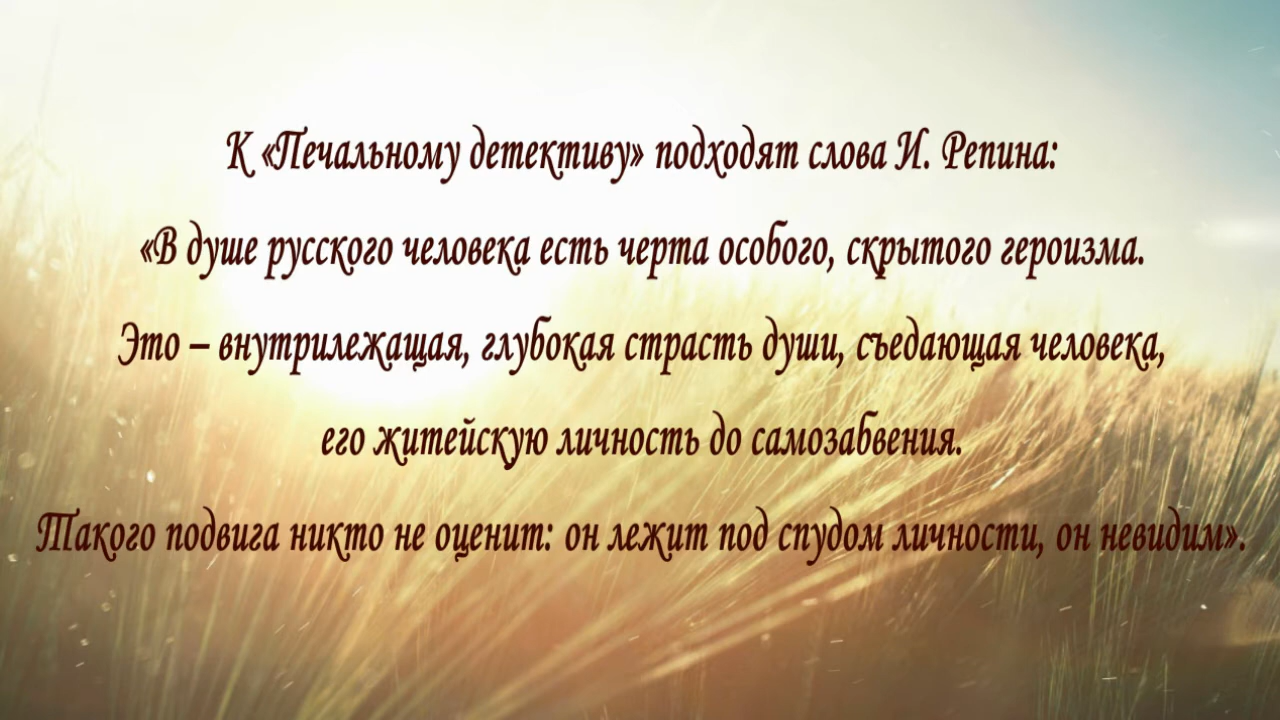 К «Печальному детективу» подходят слова И. Репина:
«В душе русского человека есть черта особого, скрытого героизма.
Это – внутрилежащая, глубокая страсть души, съедающая человека,
его житейскую личность до самозабвения.
Такого подвига никто не оценит: он лежит под спудом личности, он невидим».